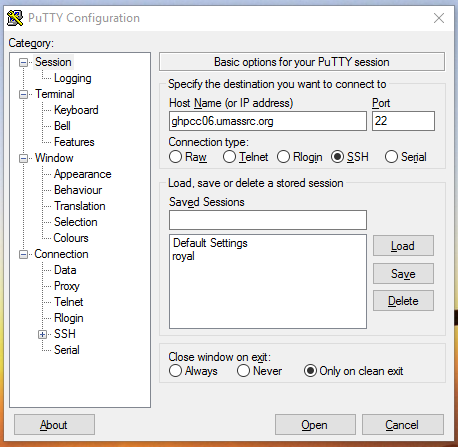 PuTTY Configuration
Category:
Session
Logging
Terminal
Keyboard
Bell
Features
Window
Appearance
Behaviour
Translation
Selection
Colours
Connection
Data
Proxy
Telnet
Rlogin
SSH
Serial
Basic options for your PuTTY session
Specify the destination you want to connect to
Host Name (or IP address) Port
ghpcc06.umassrc.org 22
Connection type:
Raw Telnet Rlogin SSH Serial
Load, save or delete a stored session
Saved Sessions
Default Settings
royal
Load
Save
Delete
Close window on exit:
Always Never Only on clean exit
About Open Cancel